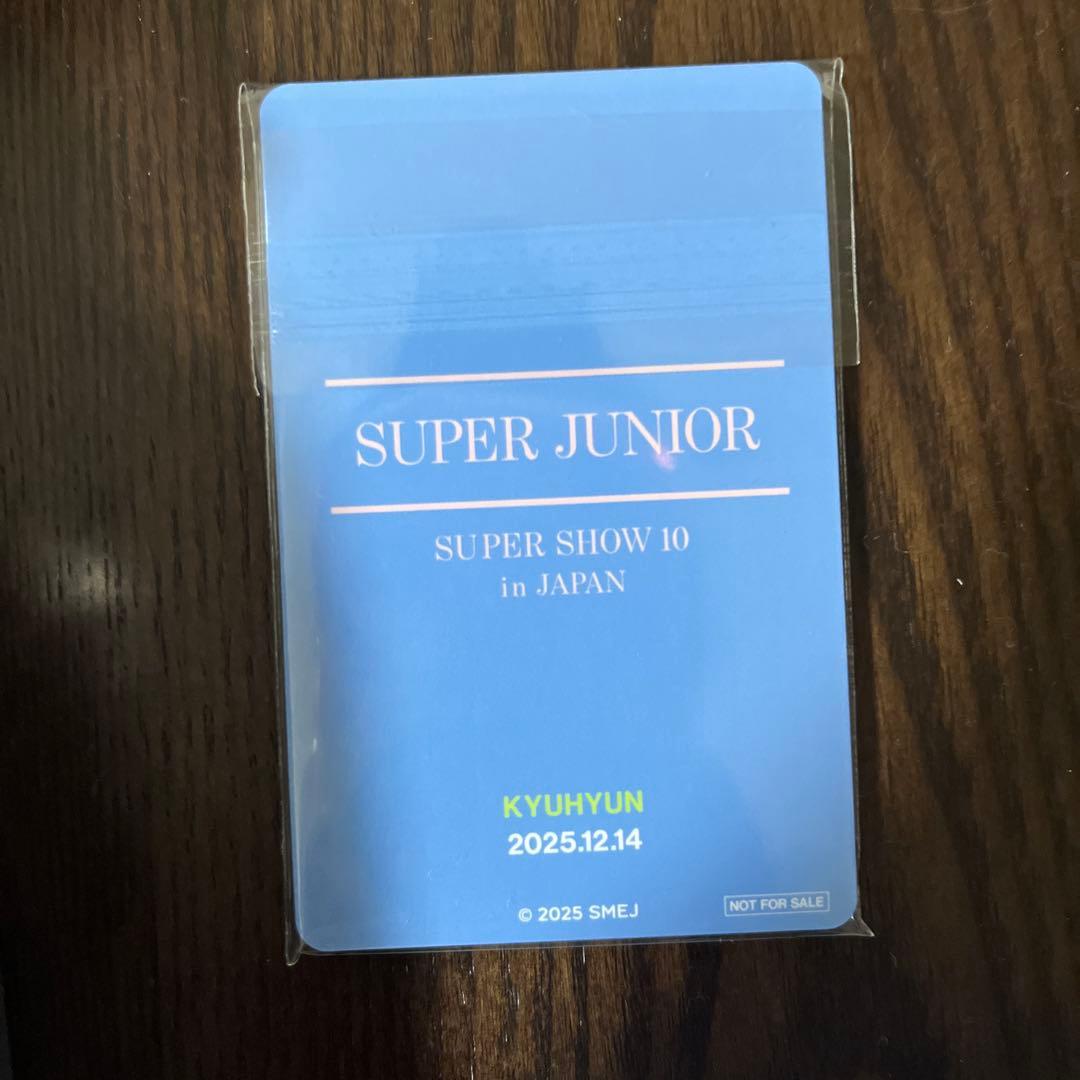 SUPER JUNIOR
SUPER SHOW 10
in JAPAN
KYUHYUN
2025.12.14
© 2025 SMEJ
NOT FOR SALE